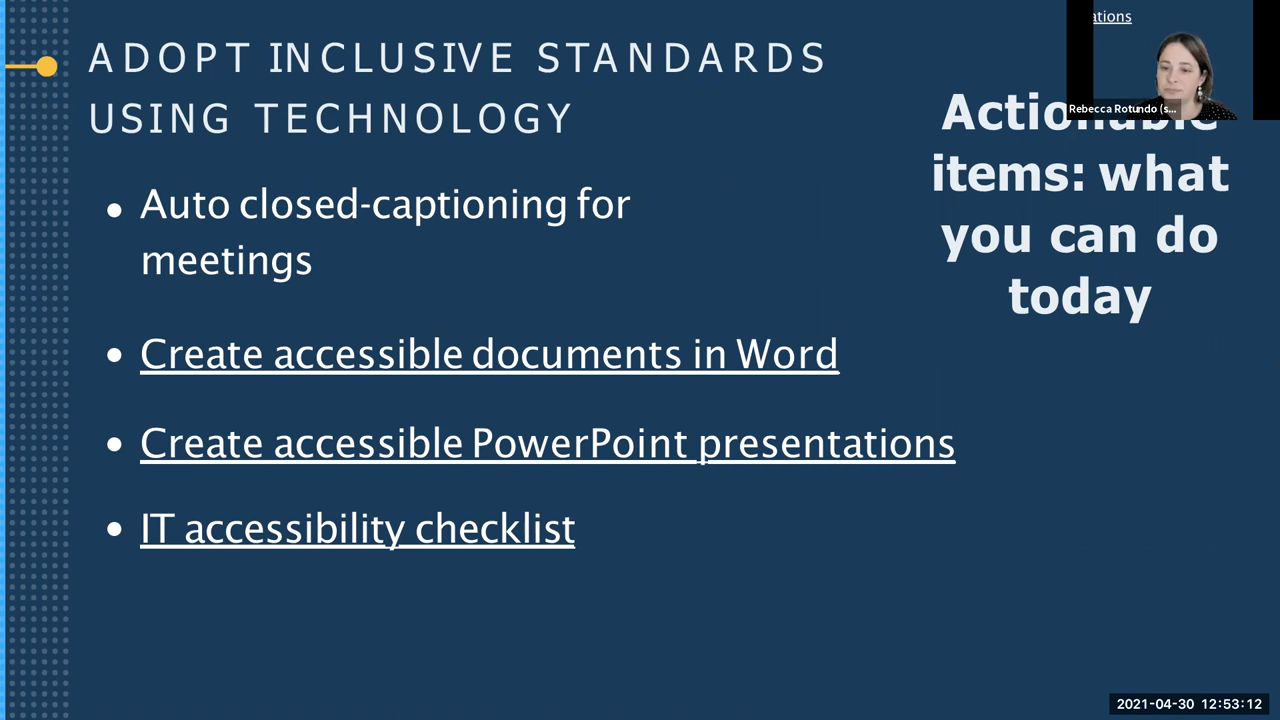 ADOPT INCLUSIVE STANDARDS
USING TECHNOLOGY
• Auto closed-captioning for
meetings
• Create accessible documents in Word
• Create accessible PowerPoint presentations
• IT accessibility checklist
Actionable
items: what
you can do
today
Rebecca Rotundo (s...
2021-04-30 12:53:12